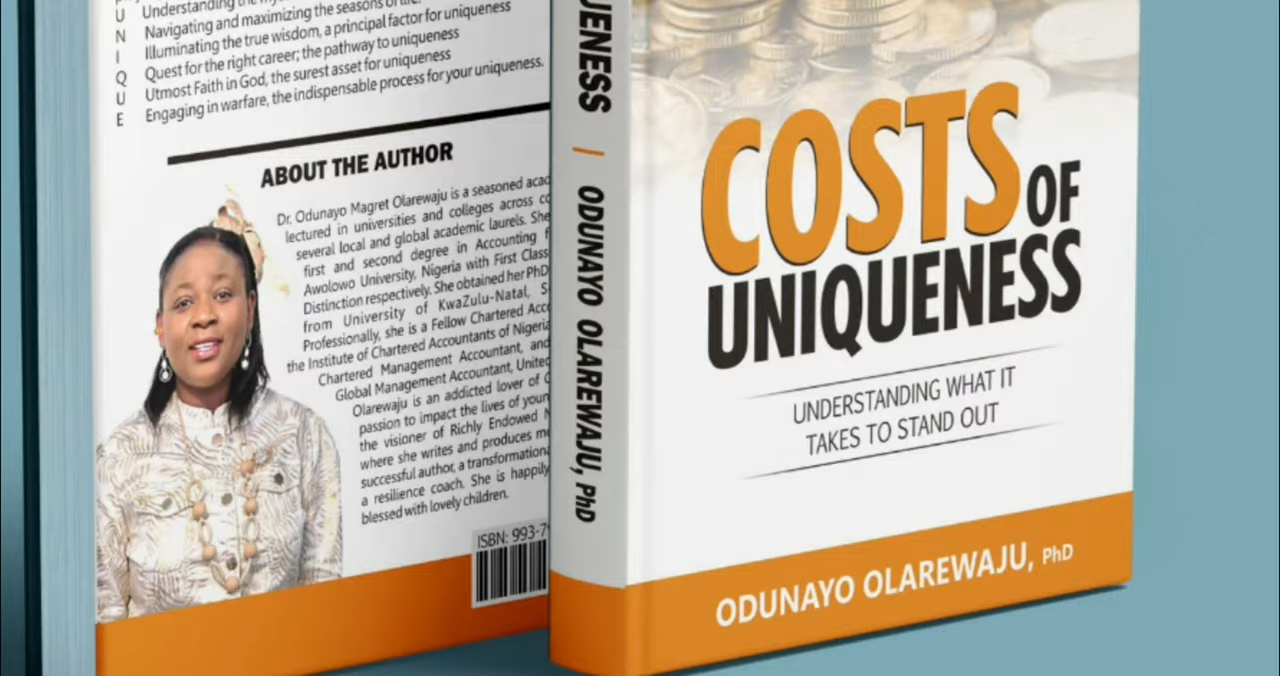 U Understanding the
N Navigating and maximizing the seasons of life.
I Illuminating the true wisdom, a principal factor for uniqueness
Q Quest for the right career; the pathway to uniqueness
U Utmost Faith in God, the surest asset for uniqueness
E Engaging in warfare, the indispensable process for your uniqueness.
ABOUT THE AUTHOR
Dr. Odunayo Magret Olarewaju is a seasoned
lectured in universities and colleges across
several local and global academic laurels. She
first and second degree in Accounting
Awolowo University, Nigeria with First Class
Distinction respectively. She obtained her PhD
from University of KwaZulu-Natal,
Professionally, she is a Fellow Chartered
the Institute of Chartered Accountants of Nigeria
Chartered Management Accountant, and
Global Management Accountant, United
Olarewaju is an addicted lover of
passion to impact the lives of
the visioner of Richly Endowed
where she writes and produces
successful author, a
a resilience coach. She is happily
blessed with lovely children.
ISBN: 993-7
UENESS | ODUNAYO OLAREWAJU, PhD
COSTS OF
UNIQUENESS
UNDERSTANDING WHAT IT
TAKES TO STAND OUT
ODUNAYO OLAREWAJU, PhD